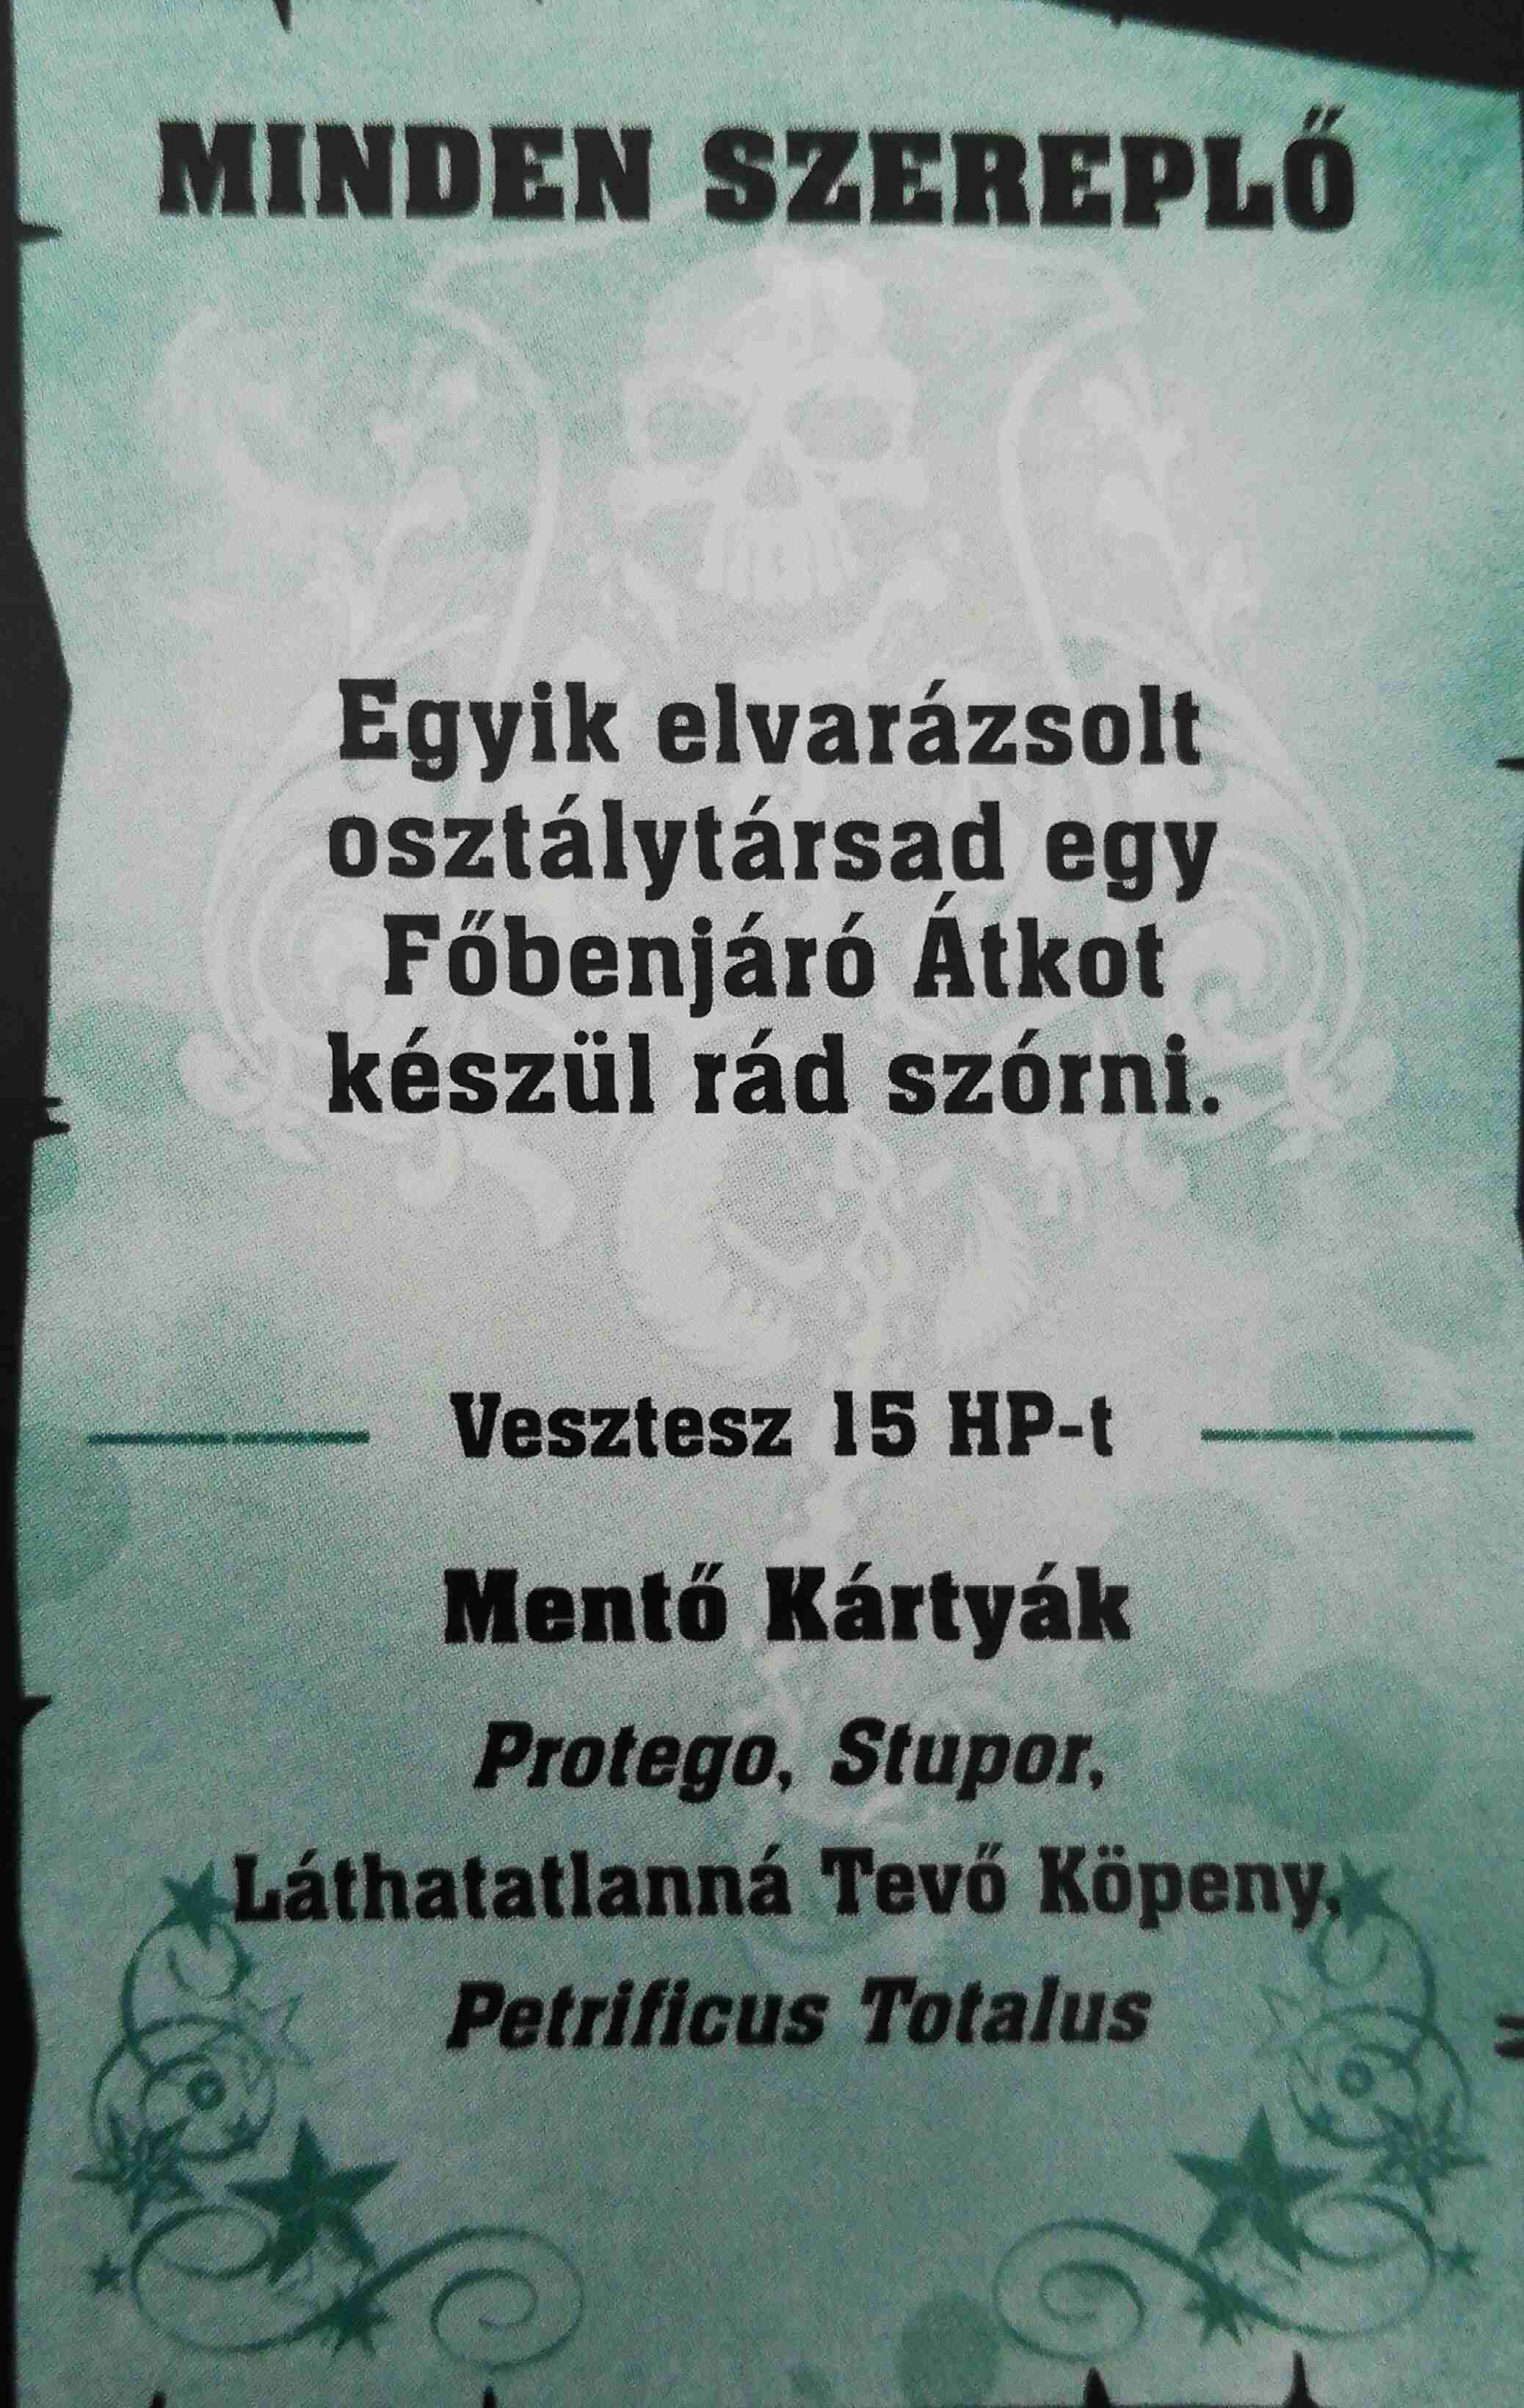 MINDEN SZEREPLŐ
Egyik elvarázsolt
osztálytársad egy
Főbenjáró Átkot
készül rád szórni.
Vesztesz 15 HP-t
Mentő Kártyák
Protego, Stupor,
Láthatatlanná Tevő Köpeny,
Petrificus Totalus